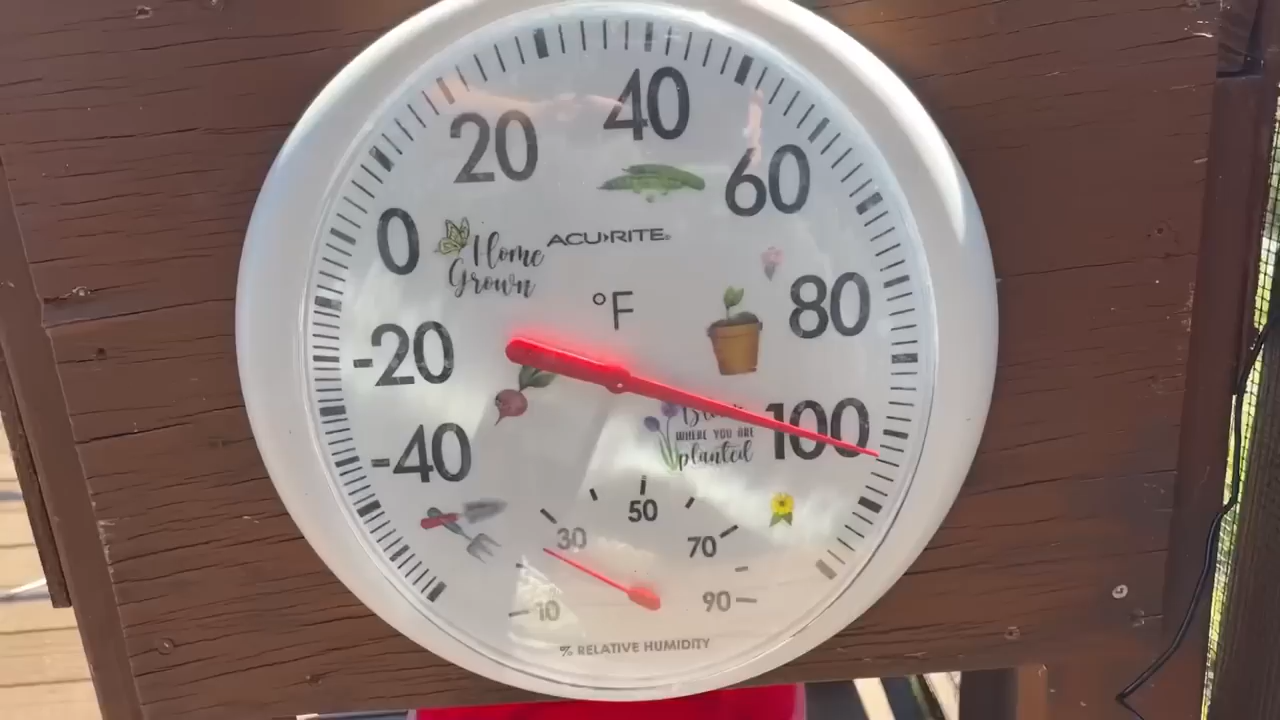 40
20
60
0
Home
Grown
ACU›RITE®
°F
80
-20
100
WHERE YOU ARE
planted
-40
50
30
70
10
90
% RELATIVE HUMIDITY